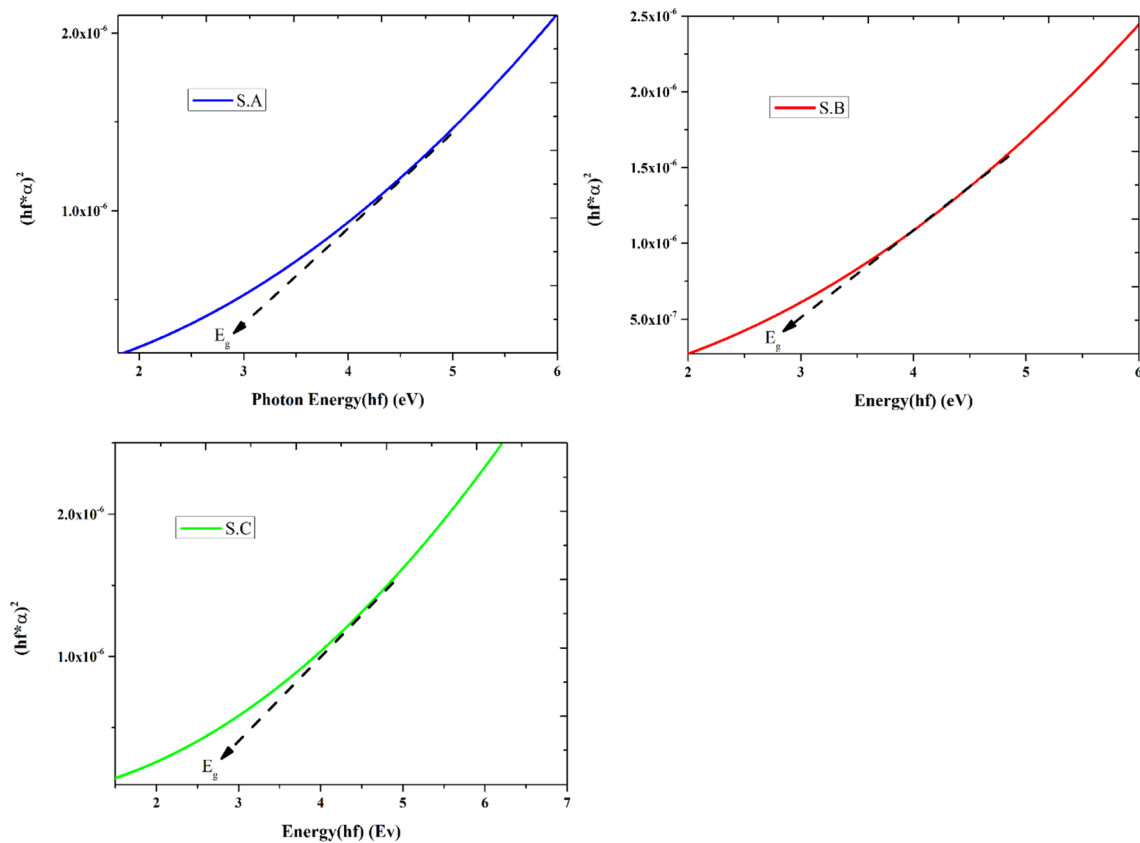 2.0x10⁻⁶
1.0x10⁻⁶
(hf*α)²
S.A
E_g
2 3 4 5 6
Photon Energy(hf) (eV)
2.5x10⁻⁶
2.0x10⁻⁶
1.5x10⁻⁶
1.0x10⁻⁶
5.0x10⁻⁷
(hf*α)²
S.B
E_g
2 3 4 5 6
Energy(hf) (eV)
2.0x10⁻⁶
1.0x10⁻⁶
(hf*α)²
S.C
E_g
2 3 4 5 6 7
Energy(hf) (Ev)